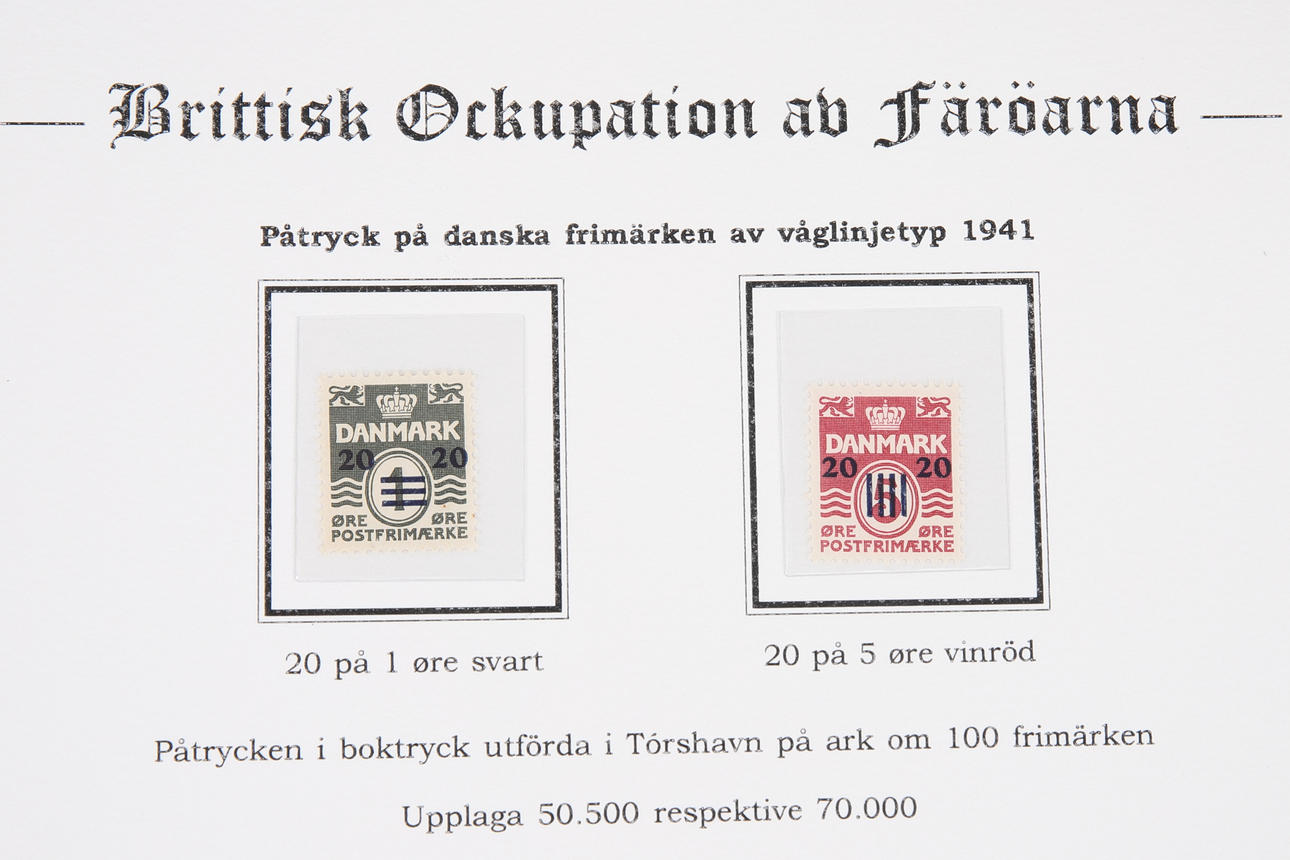 Brittisk Ockupation av Färöarna
Påtryck på danska frimärken av våglinjetyp 1941
DANMARK
20 20
1
ØRE ØRE
POSTFRIMÆRKE
DANMARK
20 20
5
ØRE ØRE
POSTFRIMÆRKE
20 på 1 øre svart
20 på 5 øre vinröd
Påtrycken i boktryck utförda i Tórshavn på ark om 100 frimärken
Upplaga 50.500 respektive 70.000